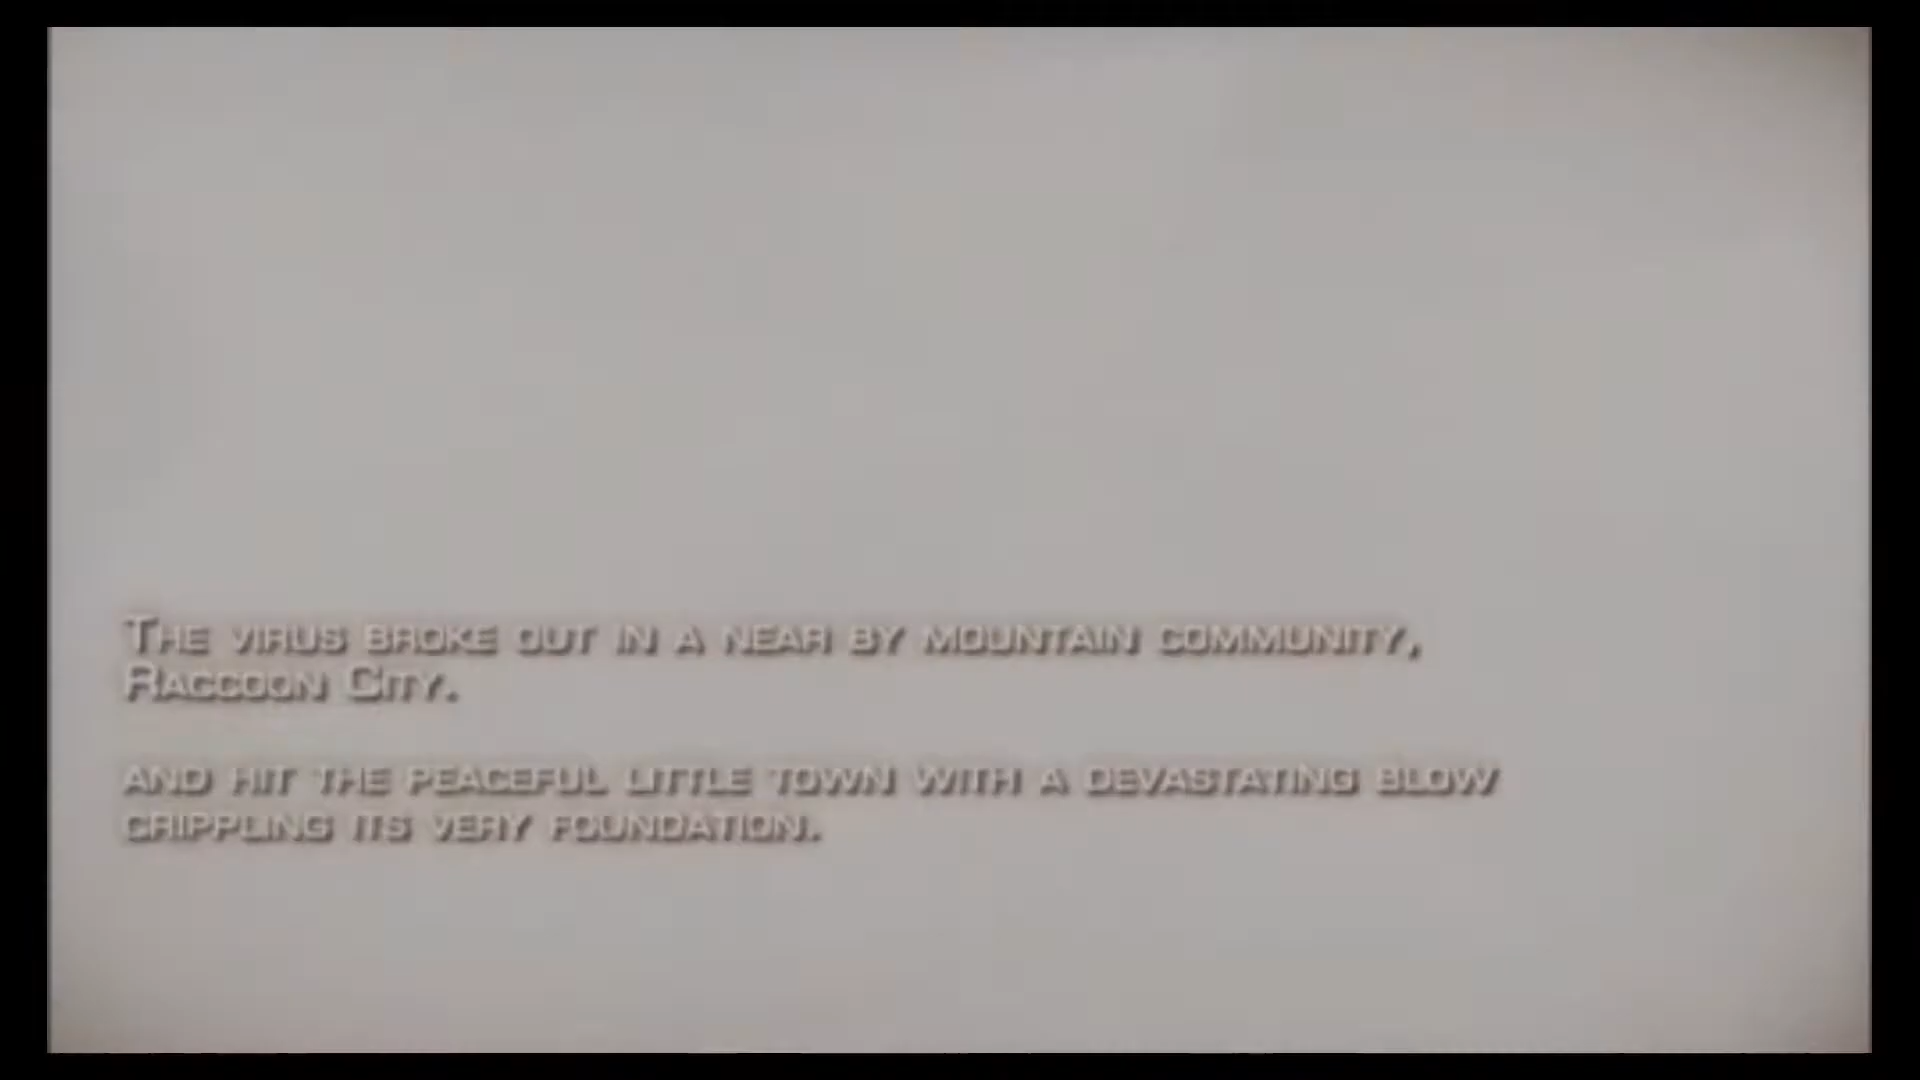 The virus broke out in a near by mountain community,
Raccoon City.
and hit the peaceful little town with a devastating blow
crippling its very foundation.